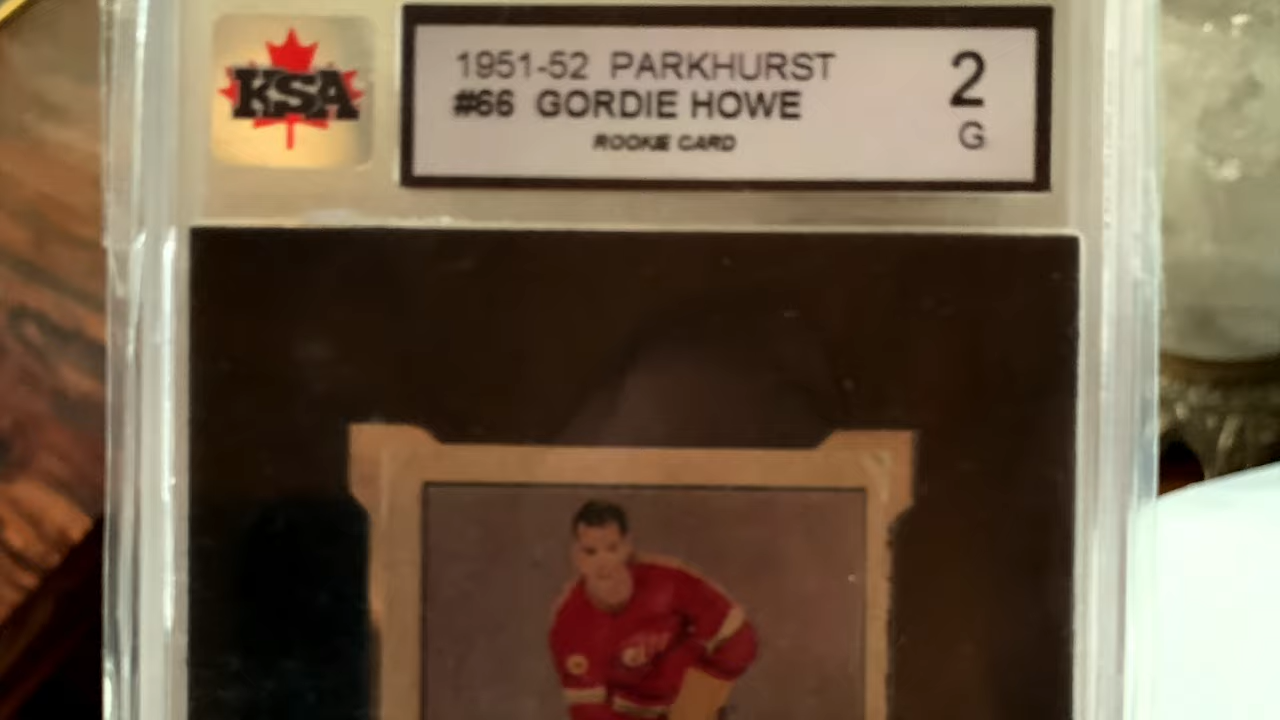 KSA
1951-52 PARKHURST
#66 GORDIE HOWE
ROOKIE CARD
2
G